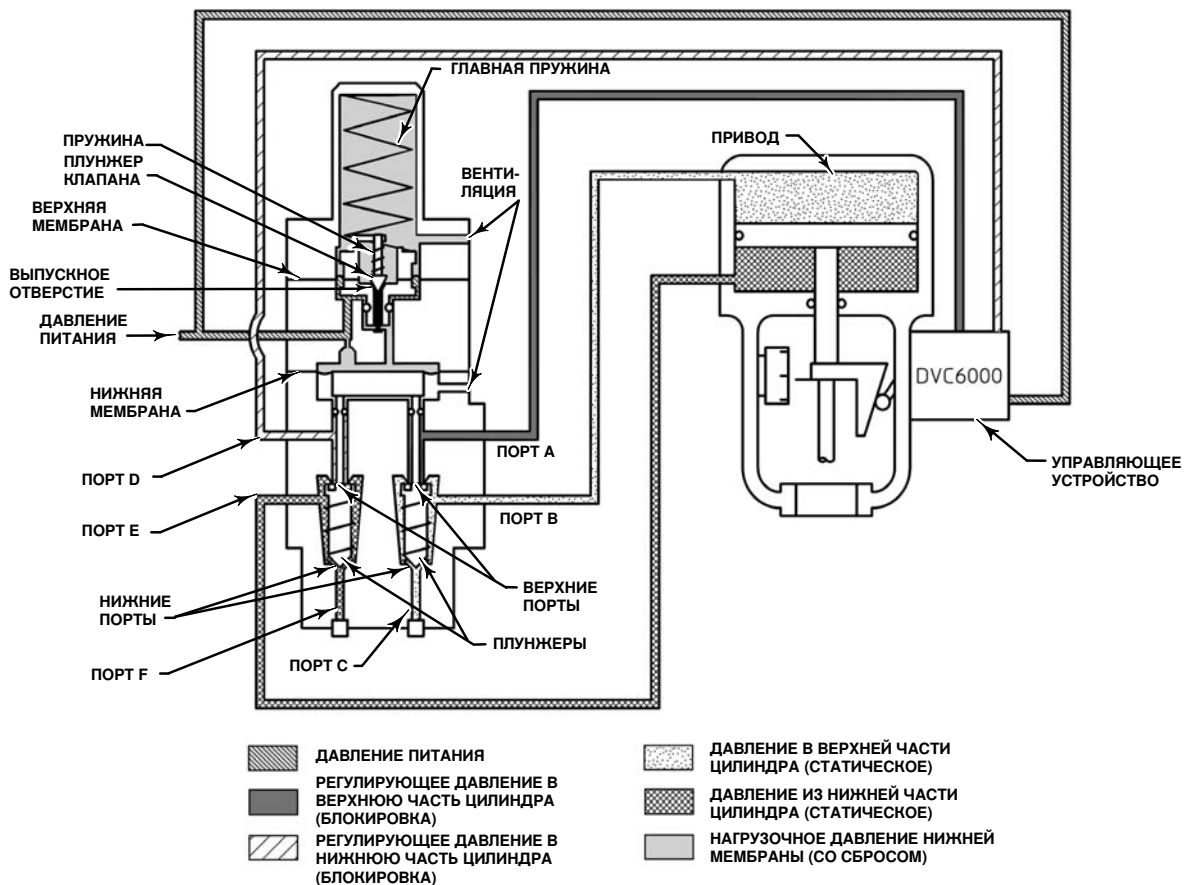 ГЛАВНАЯ ПРУЖИНА
ПРУЖИНА
ПЛУНЖЕР
КЛАПАНА
ВЕРХНЯЯ
МЕМБРАНА
ВЫПУСКНОЕ
ОТВЕРСТИЕ
ДАВЛЕНИЕ
ПИТАНИЯ
НИЖНЯЯ
МЕМБРАНА
ВЕНТИ-
ЛЯЦИЯ
ПРИВОД
DVC6000
УПРАВЛЯЮЩЕЕ
УСТРОЙСТВО
ПОРТ A
ПОРТ D
ПОРТ E
ПОРТ B
НИЖНИЕ
ПОРТЫ
ВЕРХНИЕ
ПОРТЫ
ПЛУНЖЕРЫ
ПОРТ C
ПОРТ F
ДАВЛЕНИЕ ПИТАНИЯ
РЕГУЛИРУЮЩЕЕ ДАВЛЕНИЕ В
ВЕРХНЮЮ ЧАСТЬ ЦИЛИНДРА
(БЛОКИРОВКА)
РЕГУЛИРУЮЩЕЕ ДАВЛЕНИЕ В
НИЖНЮЮ ЧАСТЬ ЦИЛИНДРА
(БЛОКИРОВКА)
ДАВЛЕНИЕ В ВЕРХНЕЙ ЧАСТИ
ЦИЛИНДРА (СТАТИЧЕСКОЕ)
ДАВЛЕНИЕ ИЗ НИЖНЕЙ ЧАСТИ
ЦИЛИНДРА (СТАТИЧЕСКОЕ)
НАГРУЗОЧНОЕ ДАВЛЕНИЕ НИЖНЕЙ
МЕМБРАНЫ (СО СБРОСОМ)